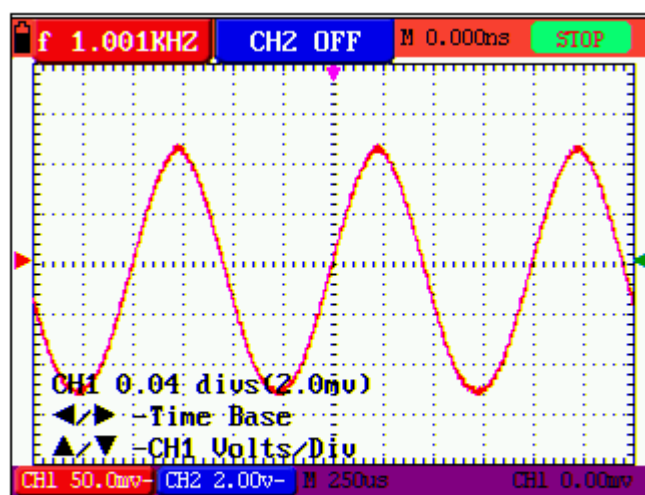 f 1.001KHZ CH2 OFF M 0.000ns STOP
CH1 0.04 divs(2.0mv)
◀/▶ -Time Base
▲/▼ -CH1 Volts/Div
CH1 50.0mv- CH2 2.00v- M 250us CH1 0.00mv